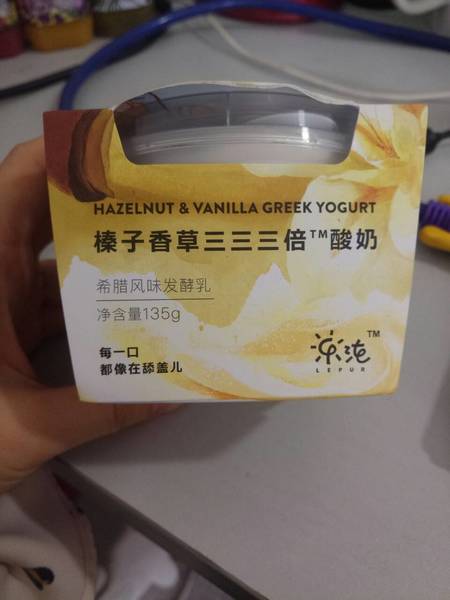 HAZELNUT & VANILLA GREEK YOGURT
榛子香草三三三倍™酸奶
希腊风味发酵乳
净含量135g
每一口
都像在舔盖儿
乐纯™
LEPUR